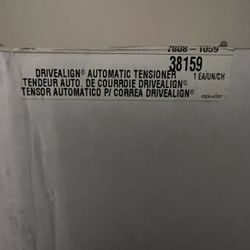 7808 - 1059
38159
DRIVEALIGN® AUTOMATIC TENSIONER 1 EA/UN/CH
TENDEUR AUTO. DE COURROIE DRIVEALIGN®
TENSOR AUTOMATICO P/ CORREA DRIVEALIGN®